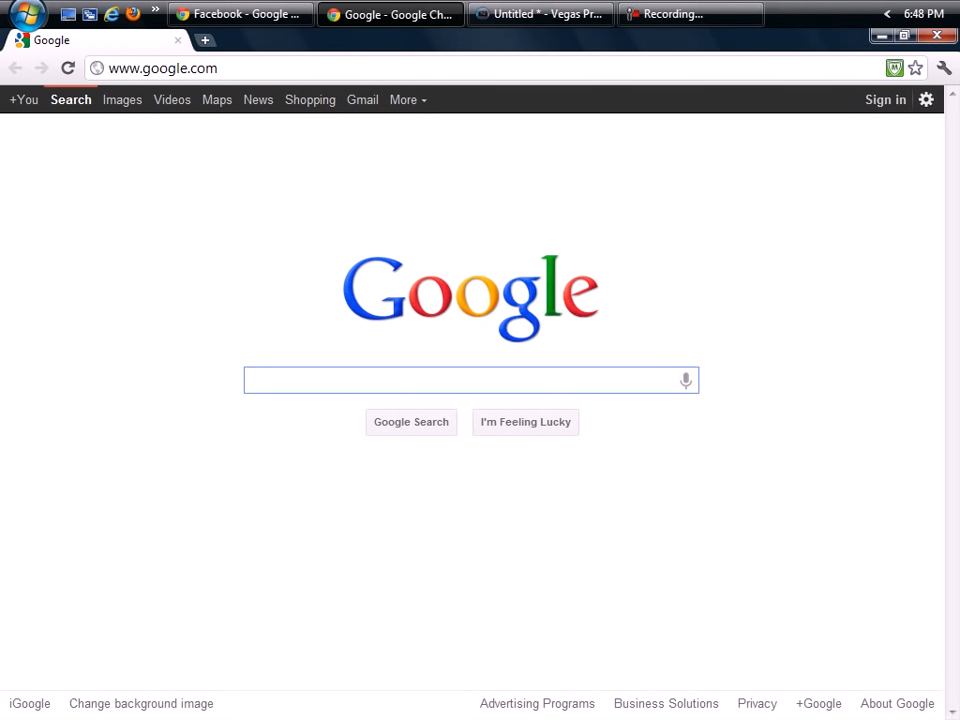 Facebook - Google ...
Google - Google Ch...
Untitled * - Vegas Pr...
Recording...
6:48 PM
Google
www.google.com
+You Search Images Videos Maps News Shopping Gmail More
Sign in
Google
Google Search
I'm Feeling Lucky
iGoogle Change background image
Advertising Programs Business Solutions Privacy +Google About Google